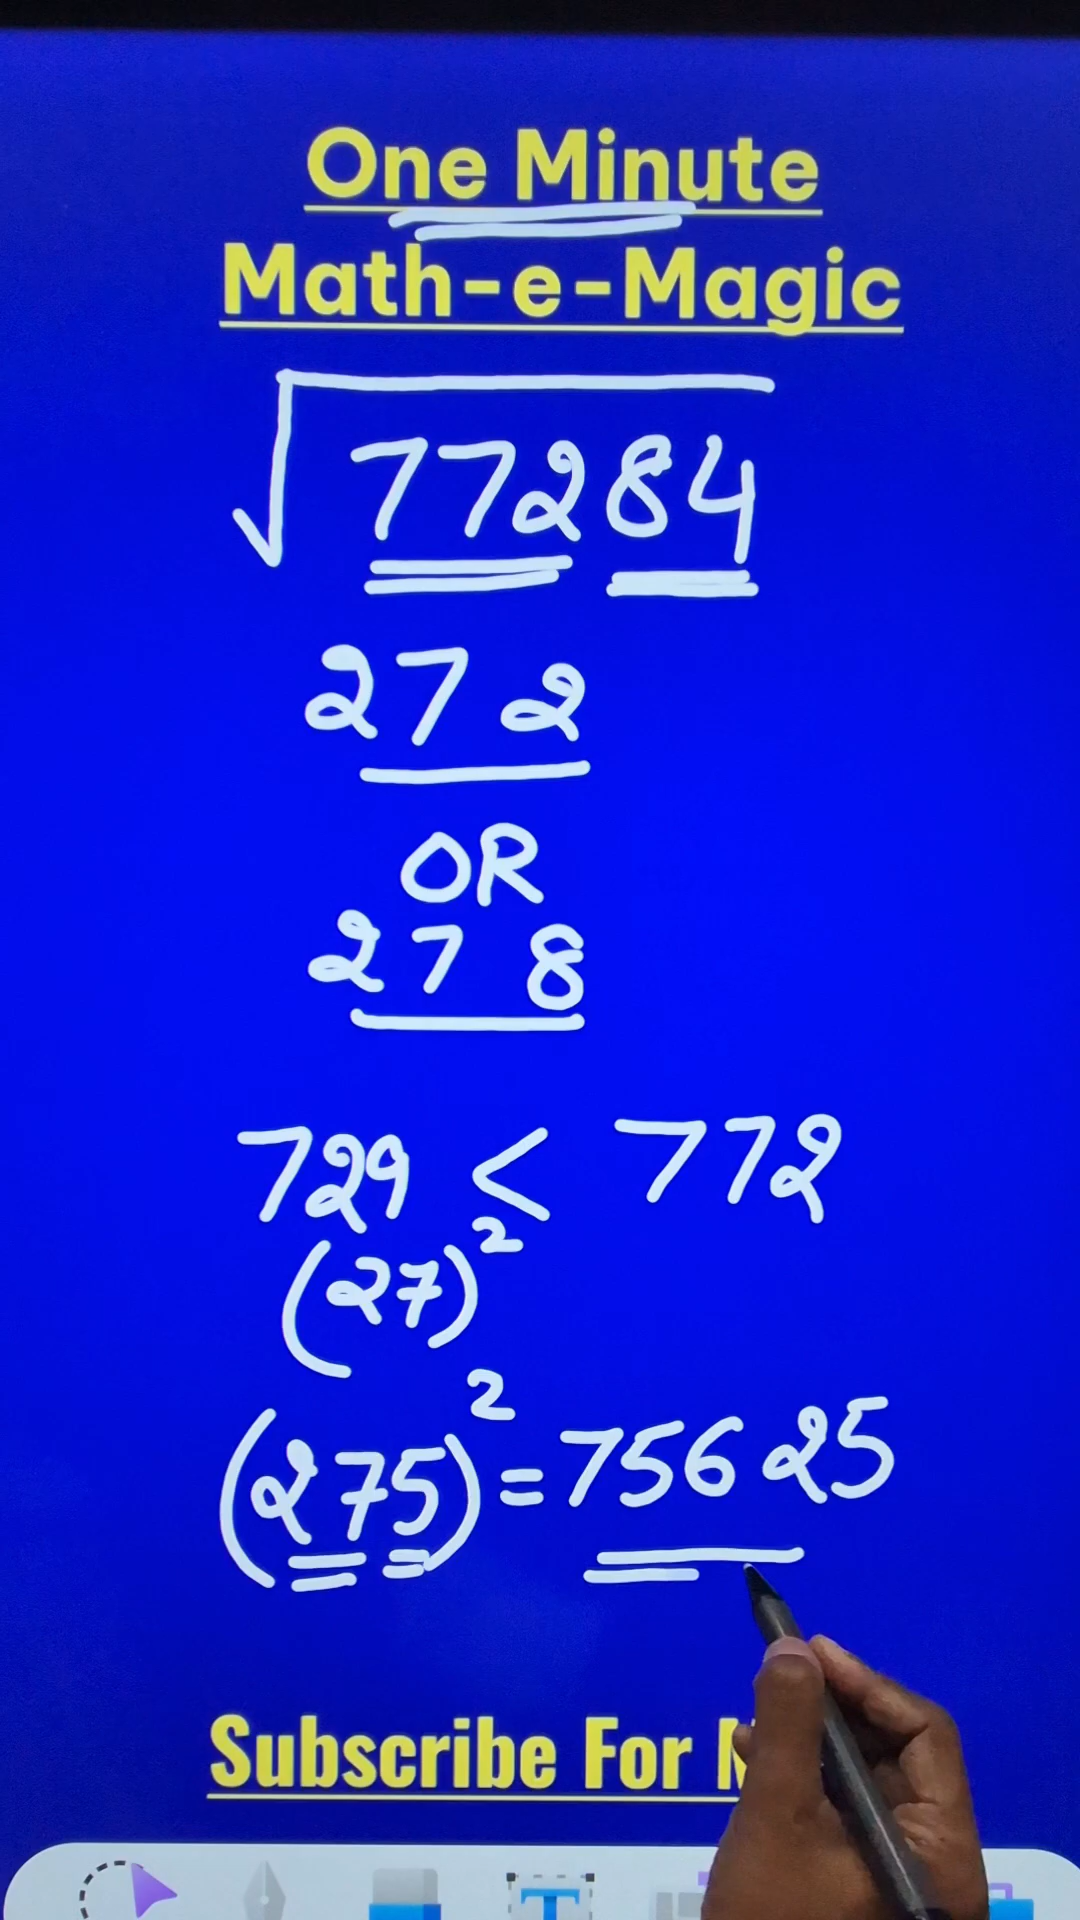 One Minute
Math-e-Magic
√77284
272
OR
278
729 < 772
(27)²
(275)² = 75625
Subscribe For